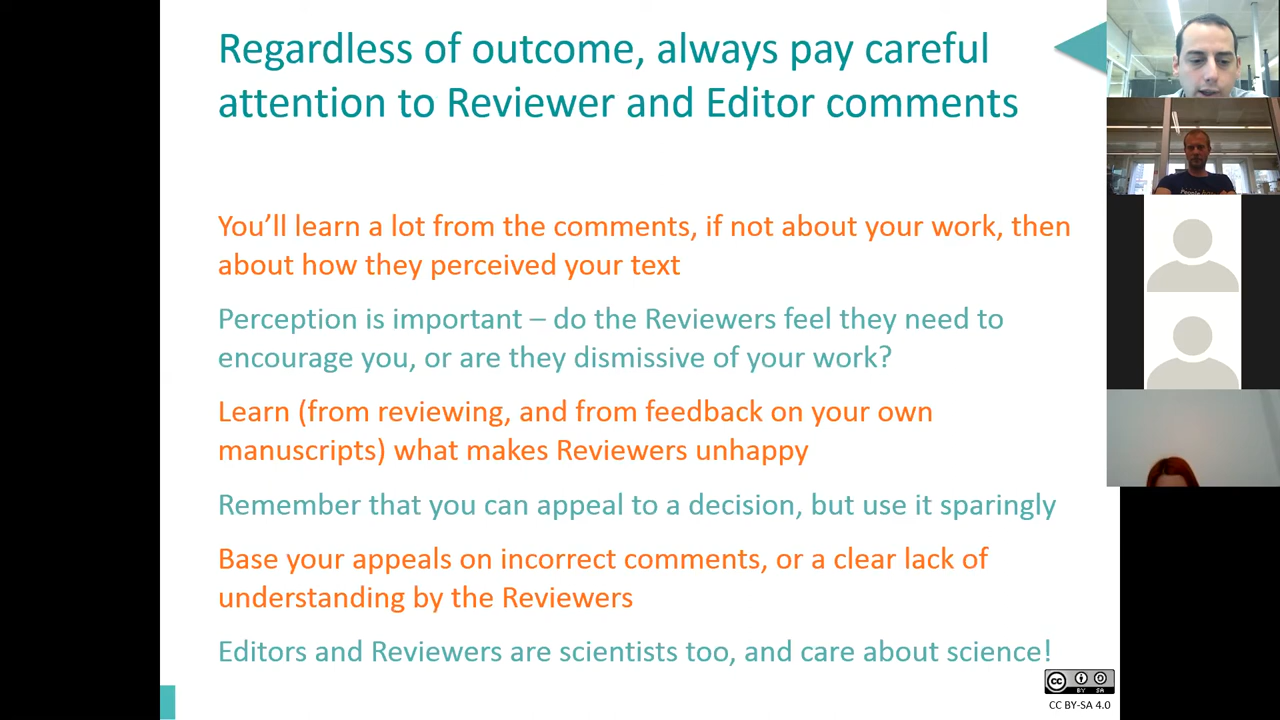 Regardless of outcome, always pay careful
attention to Reviewer and Editor comments
You’ll learn a lot from the comments, if not about your work, then
about how they perceived your text
Perception is important – do the Reviewers feel they need to
encourage you, or are they dismissive of your work?
Learn (from reviewing, and from feedback on your own
manuscripts) what makes Reviewers unhappy
Remember that you can appeal to a decision, but use it sparingly
Base your appeals on incorrect comments, or a clear lack of
understanding by the Reviewers
Editors and Reviewers are scientists too, and care about science!
cc
BY SA
CC BY-SA 4.0
People